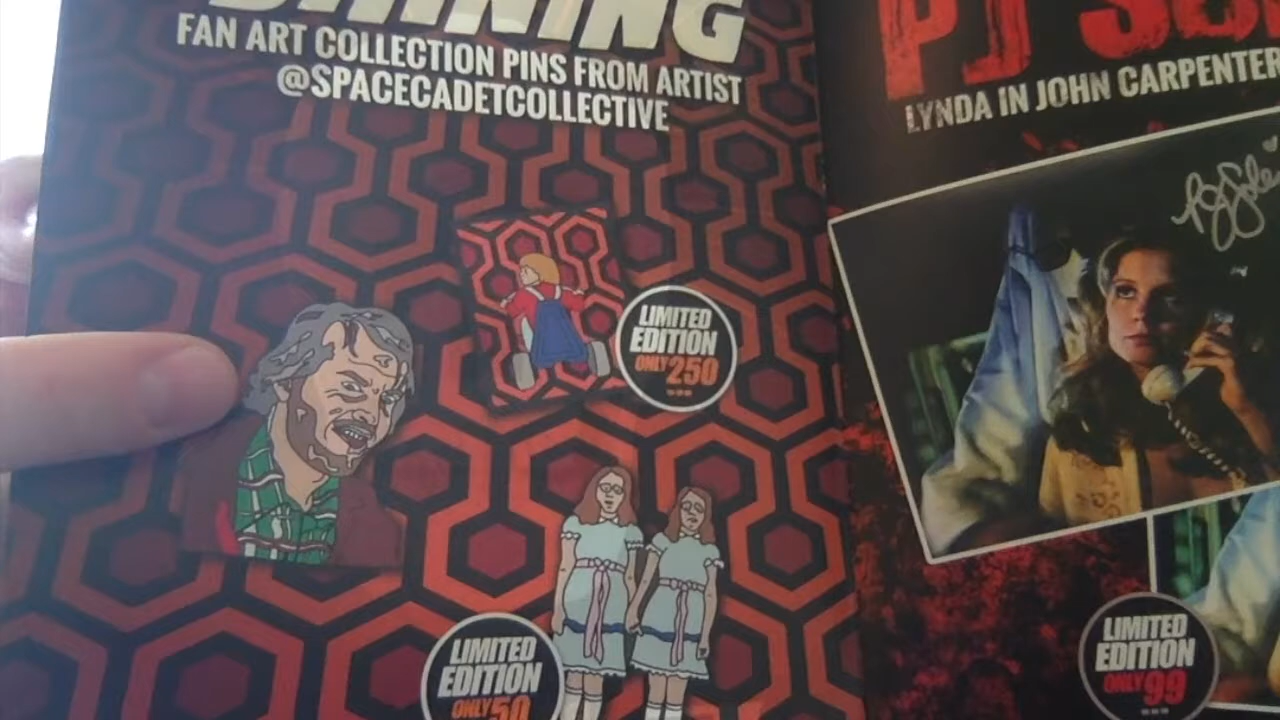 SHINING
FAN ART COLLECTION PINS FROM ARTIST
@SPACECADETCOLLECTIVE
LIMITED
EDITION
ONLY 250
LIMITED
EDITION
ONLY 50
PJ
LYNDA IN JOHN CARPENTER
LIMITED
EDITION
ONLY 99